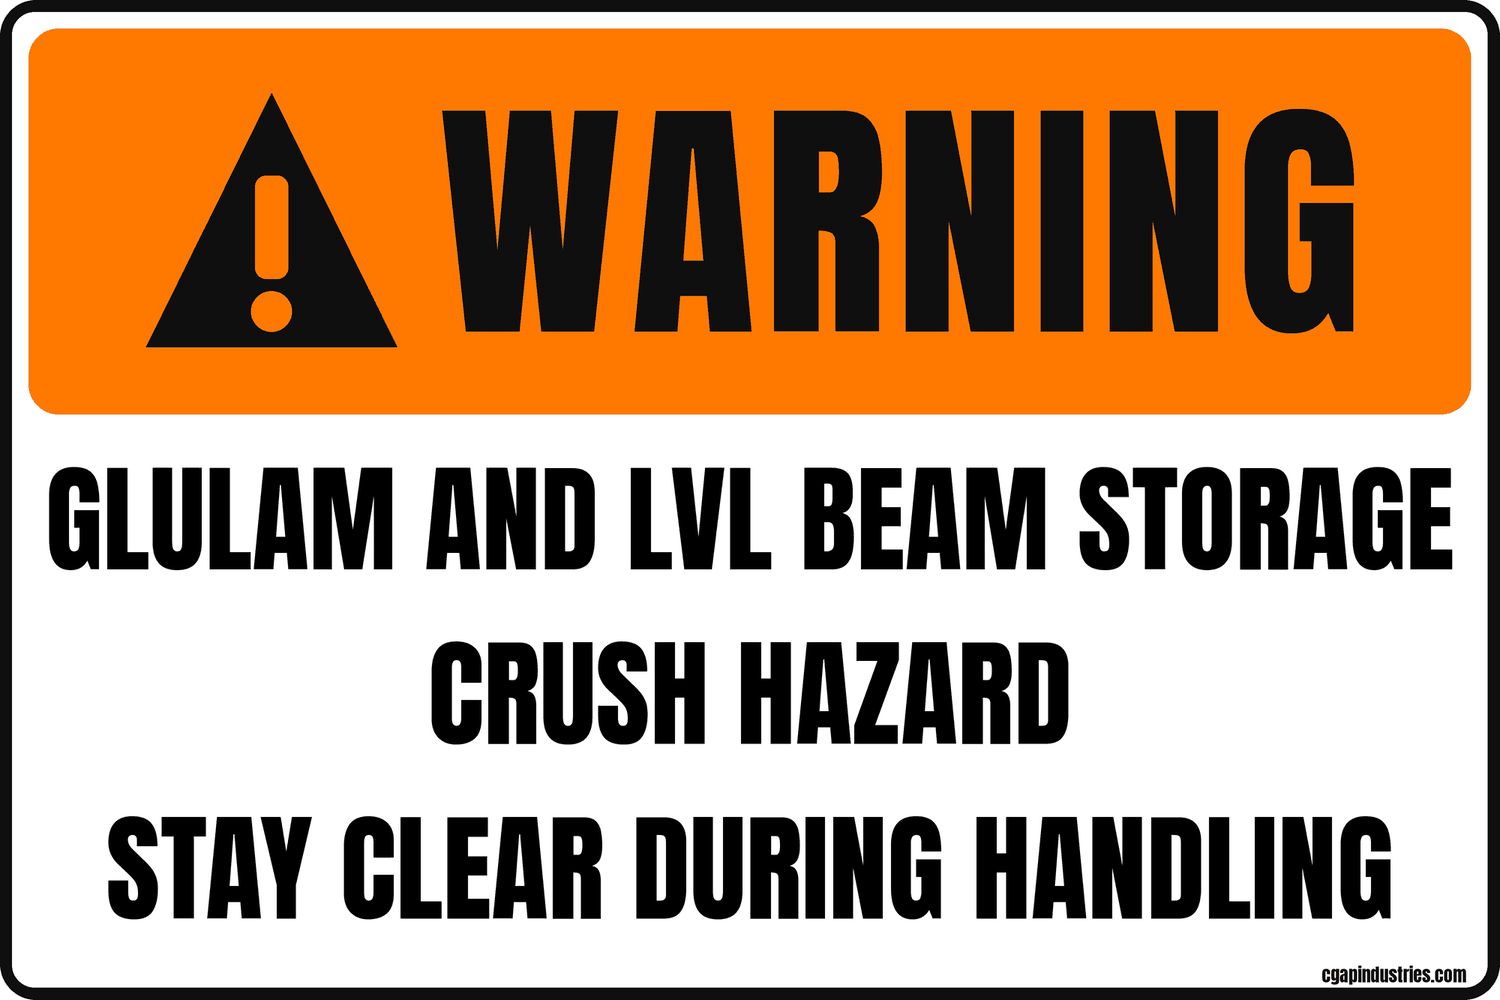 WARNING
GLULAM AND LVL BEAM STORAGE
CRUSH HAZARD
STAY CLEAR DURING HANDLING
cgapindustries.com